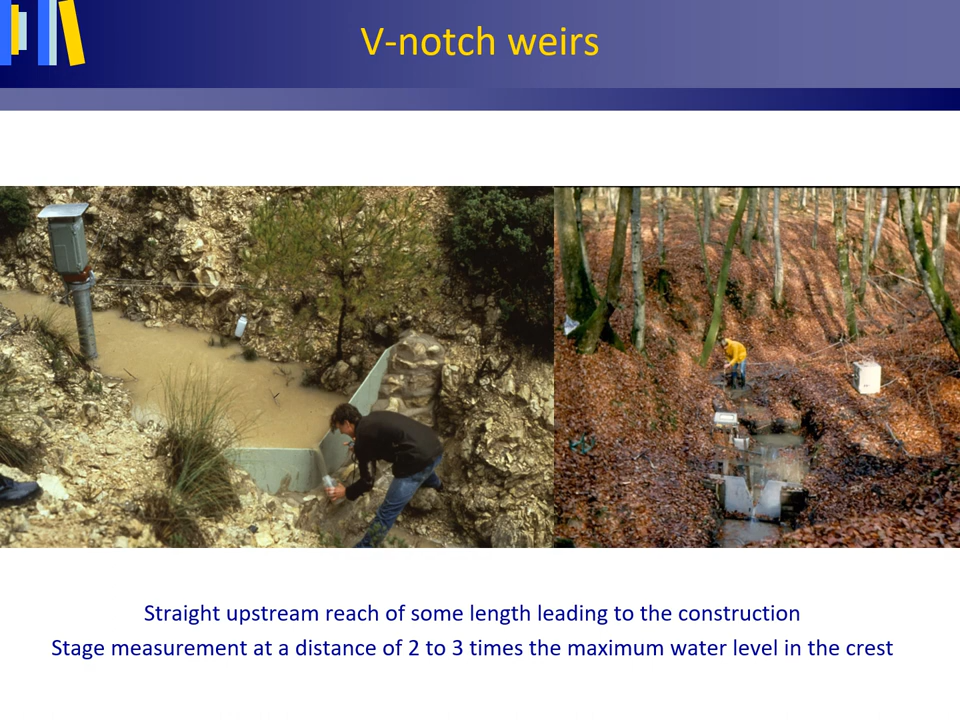 V-notch weirs
Straight upstream reach of some length leading to the construction
Stage measurement at a distance of 2 to 3 times the maximum water level in the crest